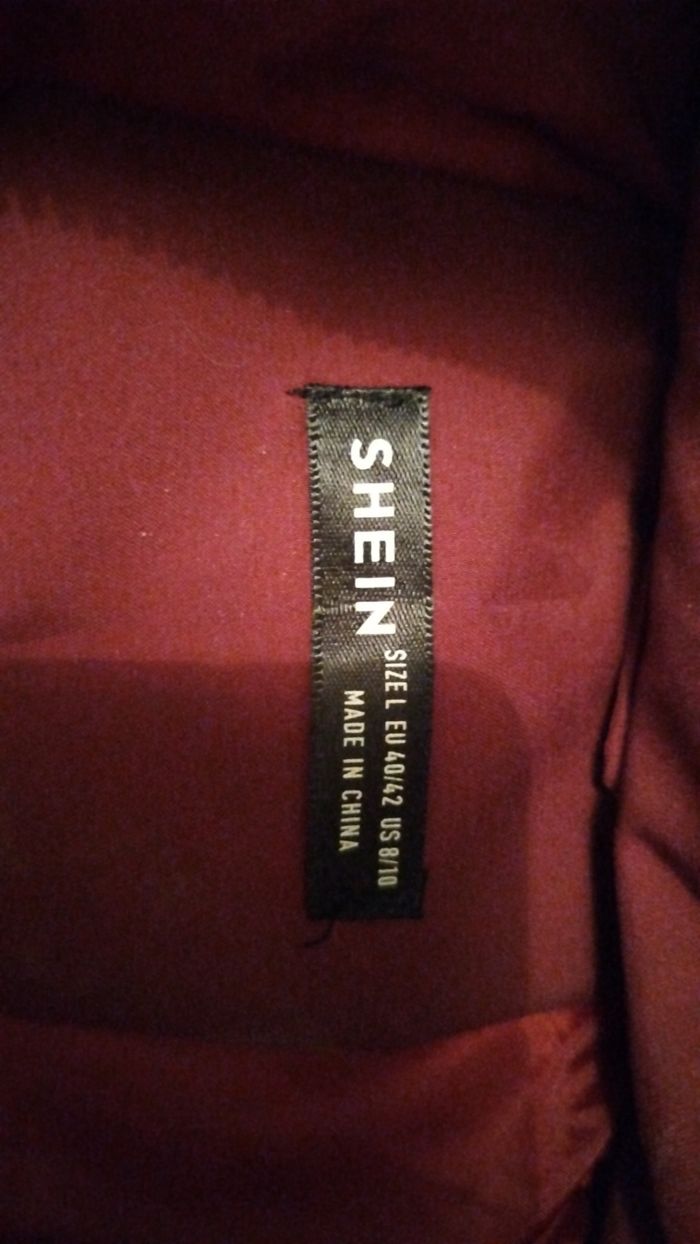 SHEIN
SIZE L EU 40/42 US 8/10
MADE IN CHINA